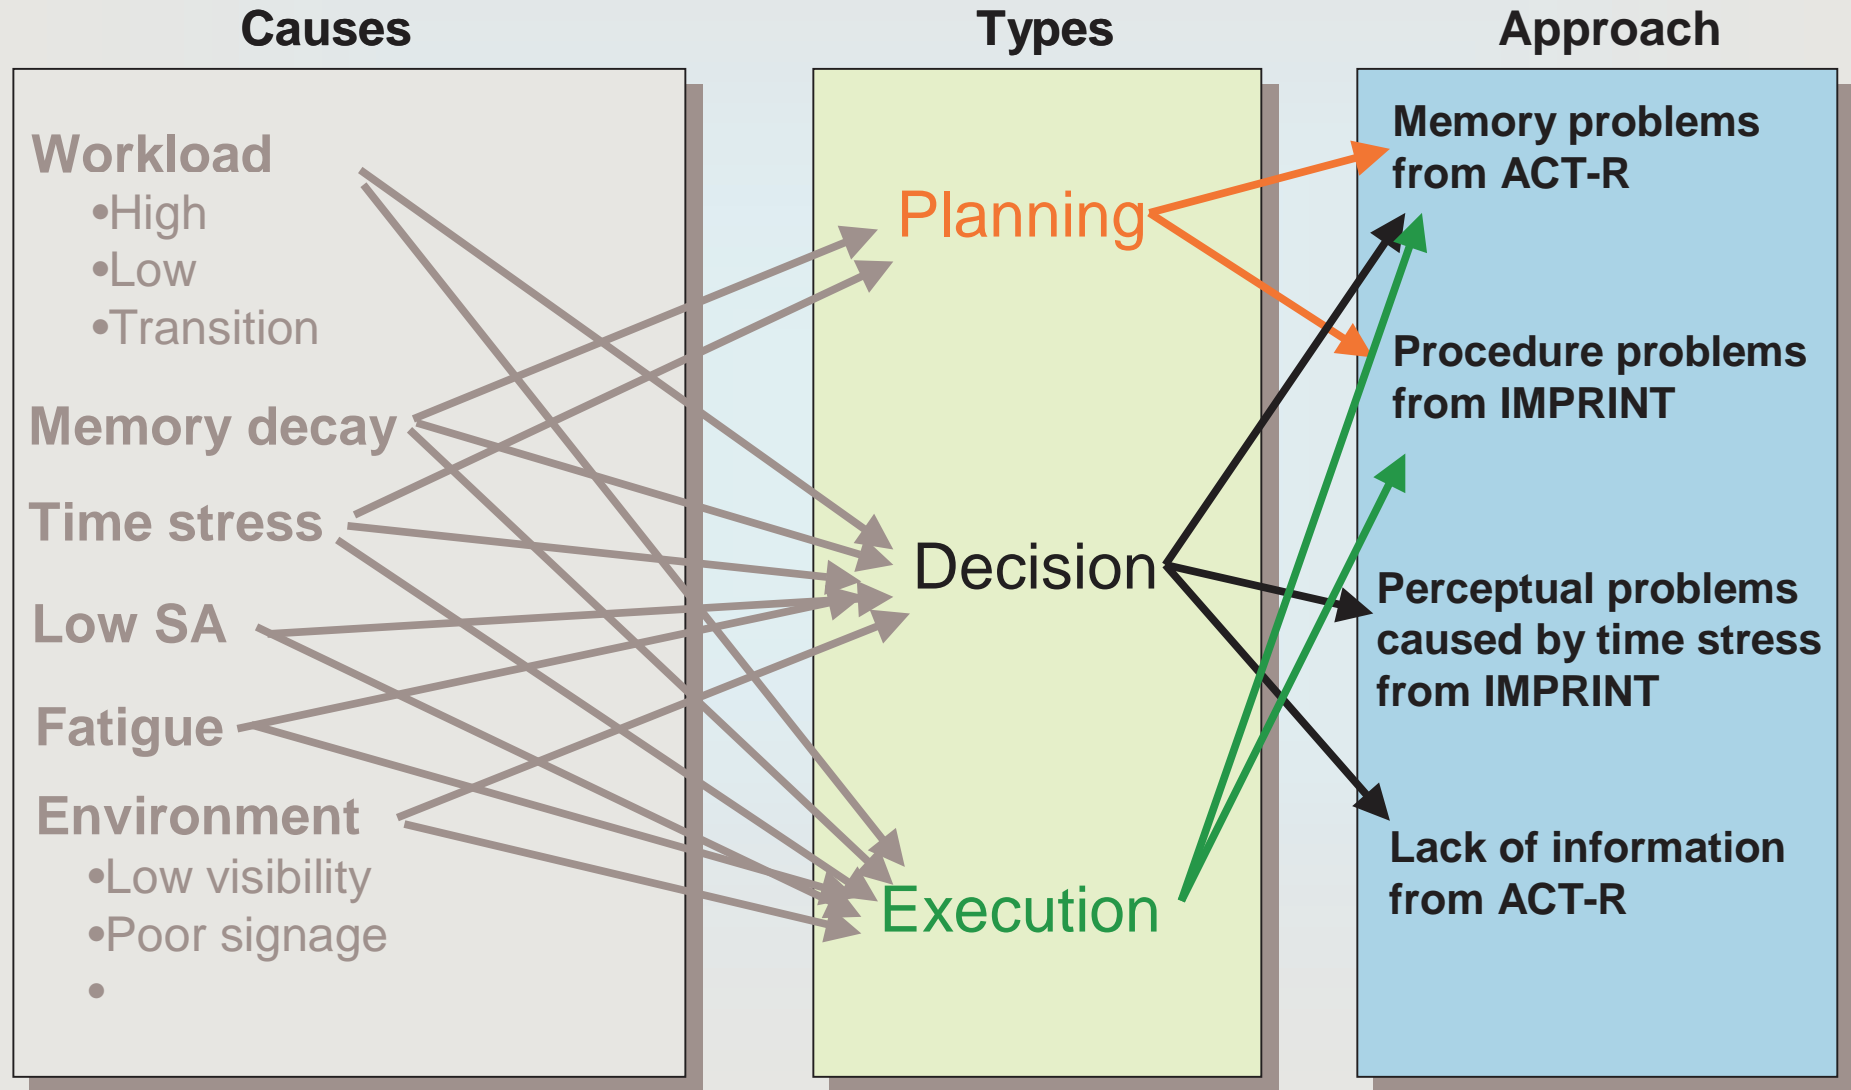 Causes
Types
Approach
Workload
•High
•Low
•Transition
Memory decay
Time stress
Low SA
Fatigue
Environment
•Low visibility
•Poor signage
•
Planning
Decision
Execution
Memory problems
from ACT-R
Procedure problems
from IMPRINT
Perceptual problems
caused by time stress
from IMPRINT
Lack of information
from ACT-R